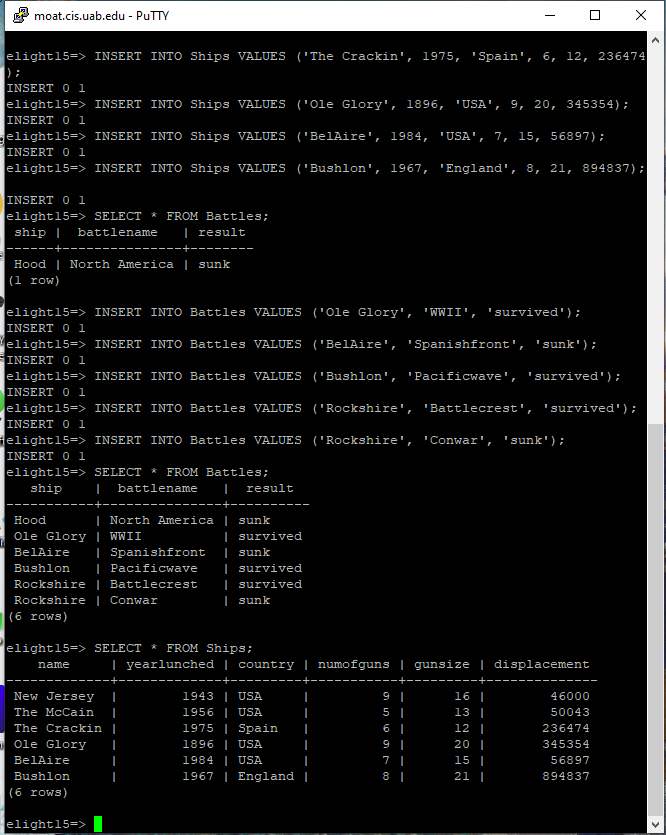 moat.cis.uab.edu - PuTTY
elight15=> INSERT INTO Ships VALUES ('The Crackin', 1975, 'Spain', 6, 12, 236474
);
INSERT 0 1
elight15=> INSERT INTO Ships VALUES ('Ole Glory', 1896, 'USA', 9, 20, 345354);
INSERT 0 1
elight15=> INSERT INTO Ships VALUES ('BelAire', 1984, 'USA', 7, 15, 56897);
INSERT 0 1
elight15=> INSERT INTO Ships VALUES ('Bushlon', 1967, 'England', 8, 21, 894837);
INSERT 0 1
elight15=> SELECT * FROM Battles;
 ship |  battlename   | result
------+---------------+--------
 Hood | North America | sunk
(1 row)
elight15=> INSERT INTO Battles VALUES ('Ole Glory', 'WWII', 'survived');
INSERT 0 1
elight15=> INSERT INTO Battles VALUES ('BelAire', 'Spanishfront', 'sunk');
INSERT 0 1
elight15=> INSERT INTO Battles VALUES ('Bushlon', 'Pacificwave', 'survived');
INSERT 0 1
elight15=> INSERT INTO Battles VALUES ('Rockshire', 'Battlecrest', 'survived');
INSERT 0 1
elight15=> INSERT INTO Battles VALUES ('Rockshire', 'Conwar', 'sunk');
INSERT 0 1
elight15=> SELECT * FROM Battles;
   ship    |  battlename   |  result
-----------+---------------+----------
 Hood      | North America | sunk
 Ole Glory | WWII          | survived
 BelAire   | Spanishfront  | sunk
 Bushlon   | Pacificwave   | survived
 Rockshire | Battlecrest   | survived
 Rockshire | Conwar        | sunk
(6 rows)
elight15=> SELECT * FROM Ships;
    name     | yearlunched | country | numofguns | gunsize | displacement
-------------+-------------+---------+-----------+---------+--------------
 New Jersey  |        1943 | USA     |         9 |      16 |        46000
 The McCain  |        1956 | USA     |         5 |      13 |        50043
 The Crackin |        1975 | Spain   |         6 |      12 |       236474
 Ole Glory   |        1896 | USA     |         9 |      20 |       345354
 BelAire     |        1984 | USA     |         7 |      15 |        56897
 Bushlon     |        1967 | England |         8 |      21 |       894837
(6 rows)
elight15=>